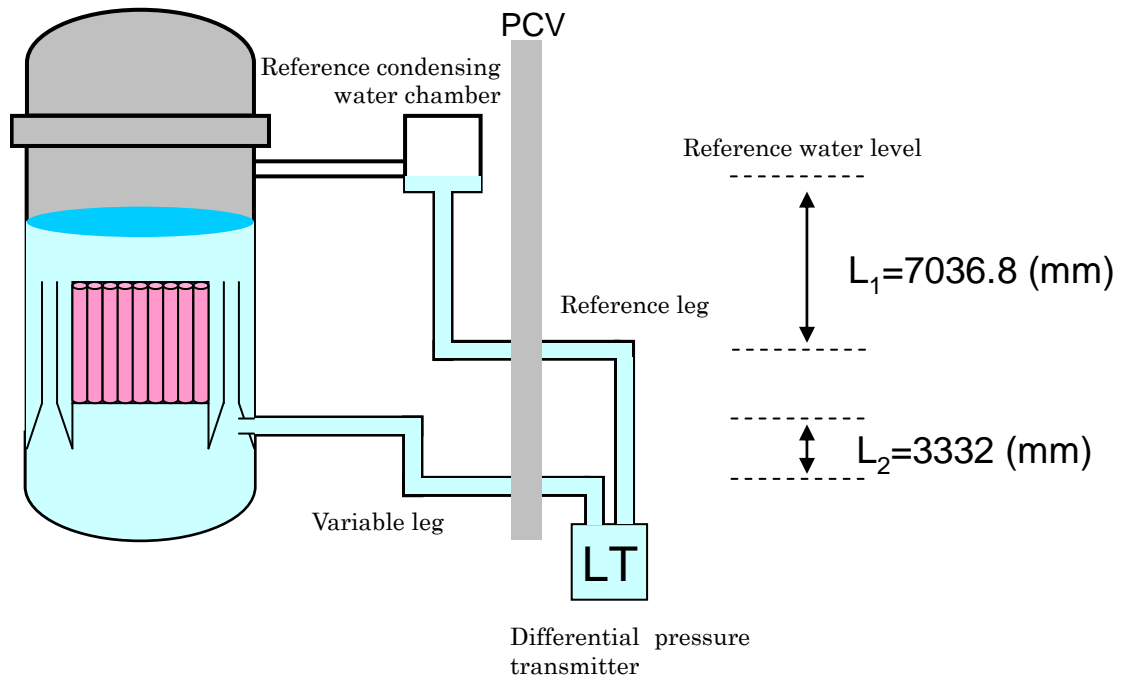 PCV
Reference condensing
water chamber
Reference water level
L₁=7036.8 (mm)
Reference leg
L₂=3332 (mm)
Variable leg
LT
Differential pressure
transmitter